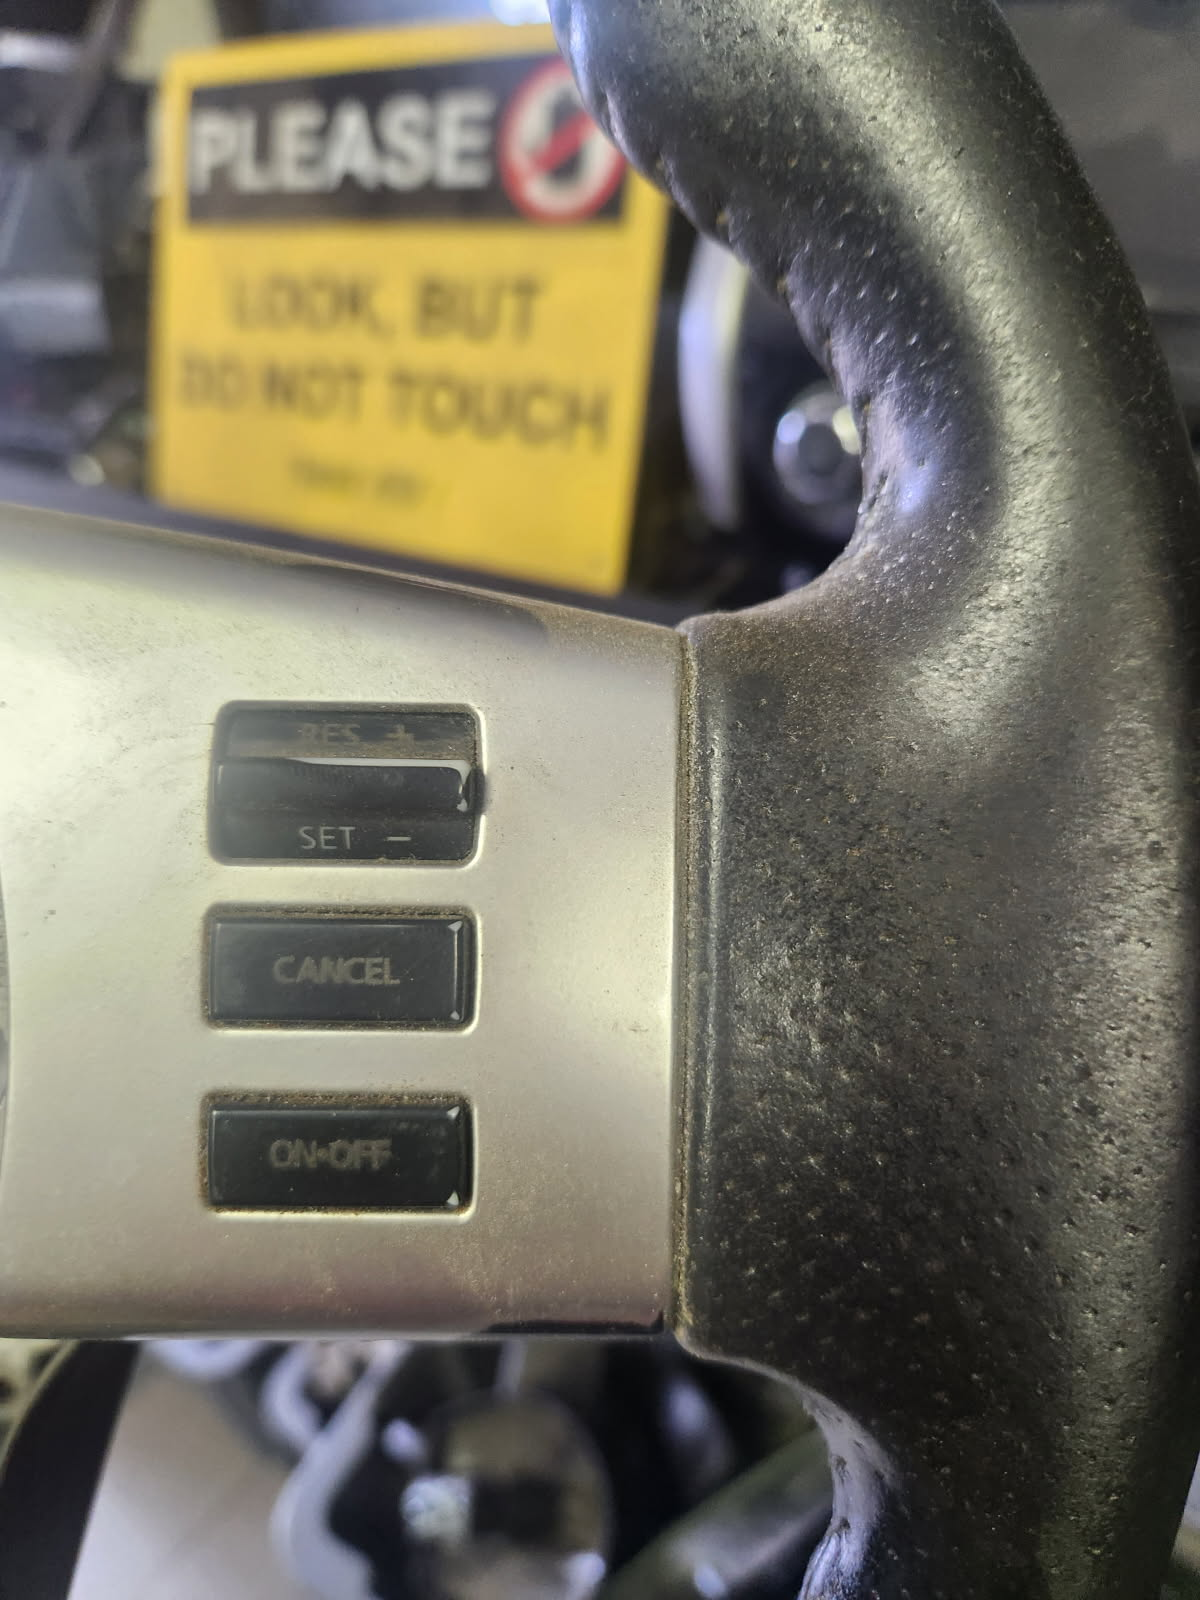 PLEASE
LOOK, BUT
DO NOT TOUCH
RES +
SET -
CANCEL
ON•OFF